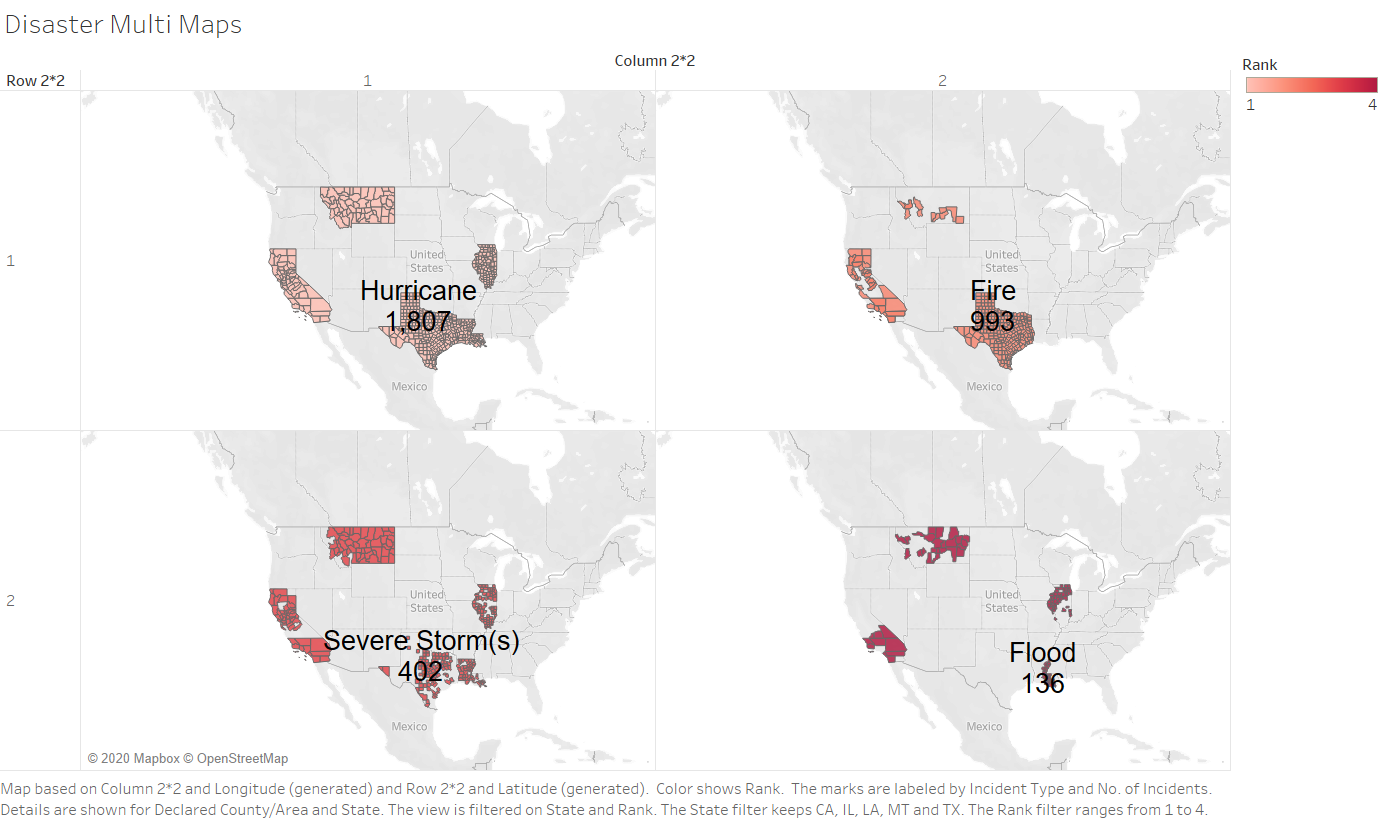 Disaster Multi Maps
Column 2*2
Rank
Row 2*2
1
2
1
4
1
United
States
Hurricane
1,807
Mexico
United
States
Fire
993
Mexico
2
United
States
Severe Storm(s)
402
Mexico
United
States
Flood
136
Mexico
© 2020 Mapbox © OpenStreetMap
Map based on Column 2*2 and Longitude (generated) and Row 2*2 and Latitude (generated).  Color shows Rank.  The marks are labeled by Incident Type and No. of Incidents.
Details are shown for Declared County/Area and State. The view is filtered on State and Rank. The State filter keeps CA, IL, LA, MT and TX. The Rank filter ranges from 1 to 4.